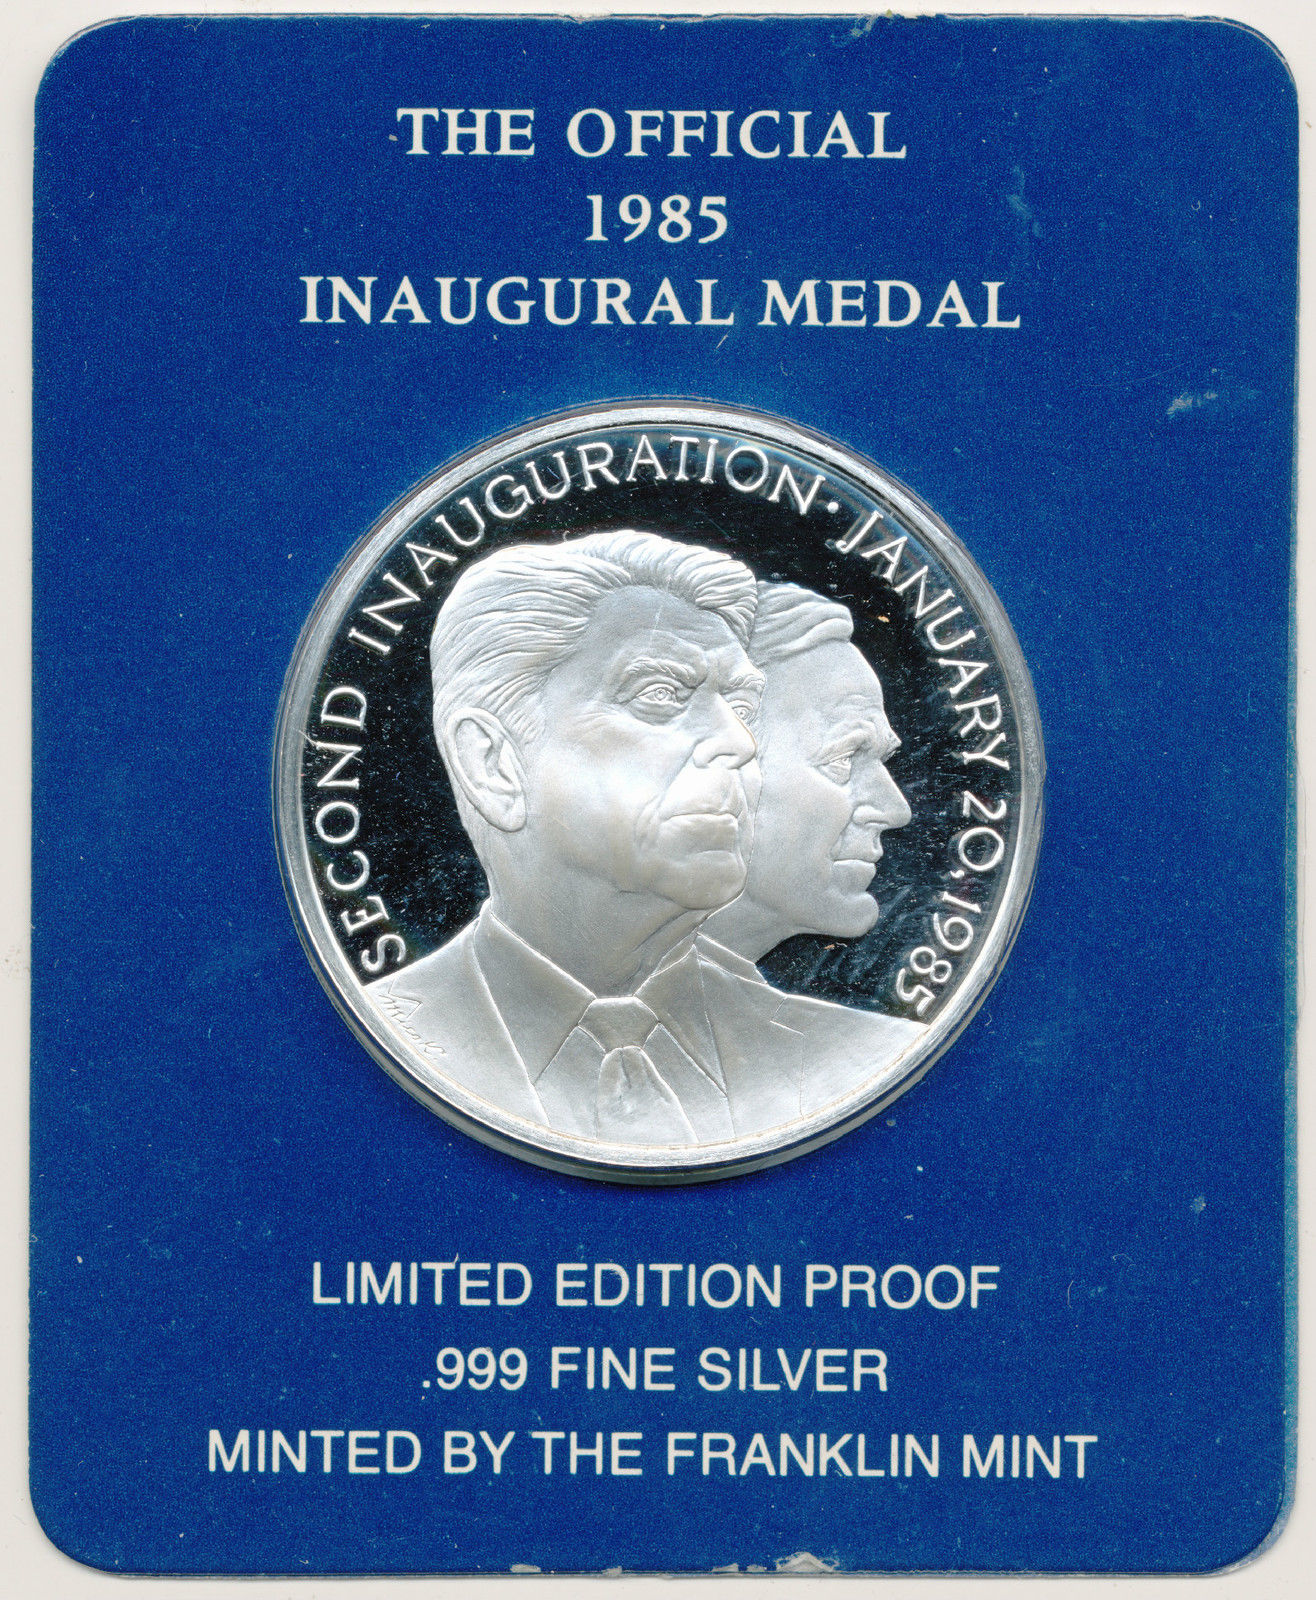 THE OFFICIAL
1985
INAUGURAL MEDAL
SECOND INAUGURATION · JANUARY 20, 1985
LIMITED EDITION PROOF
.999 FINE SILVER
MINTED BY THE FRANKLIN MINT